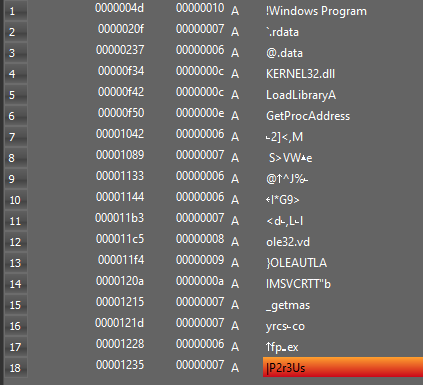 1 0000004d 00000010 A !Windows Program
2 0000020f 00000007 A `.rdata
3 00000237 00000006 A @.data
4 00000f34 0000000c A KERNEL32.dll
5 00000f42 0000000c A LoadLibraryA
6 00000f50 0000000e A GetProcAddress
7 00001042 00000006 A 2]<,M
8 00001089 00000007 A S>VW▴e
9 00001133 00000006 A @↑^J%
10 00001144 00000006 A I*G9>
11 000011b3 00000007 A
12 000011c5 00000008 A ole32.vd
13 000011f4 00000009 A }OLEAUTLA
14 0000120a 0000000a A IMSVCRTT"b
15 00001215 00000007 A _getmas
16 0000121d 00000007 A
17 00001228 00000006 A
18 00001235 00000007 A |P2r3Us